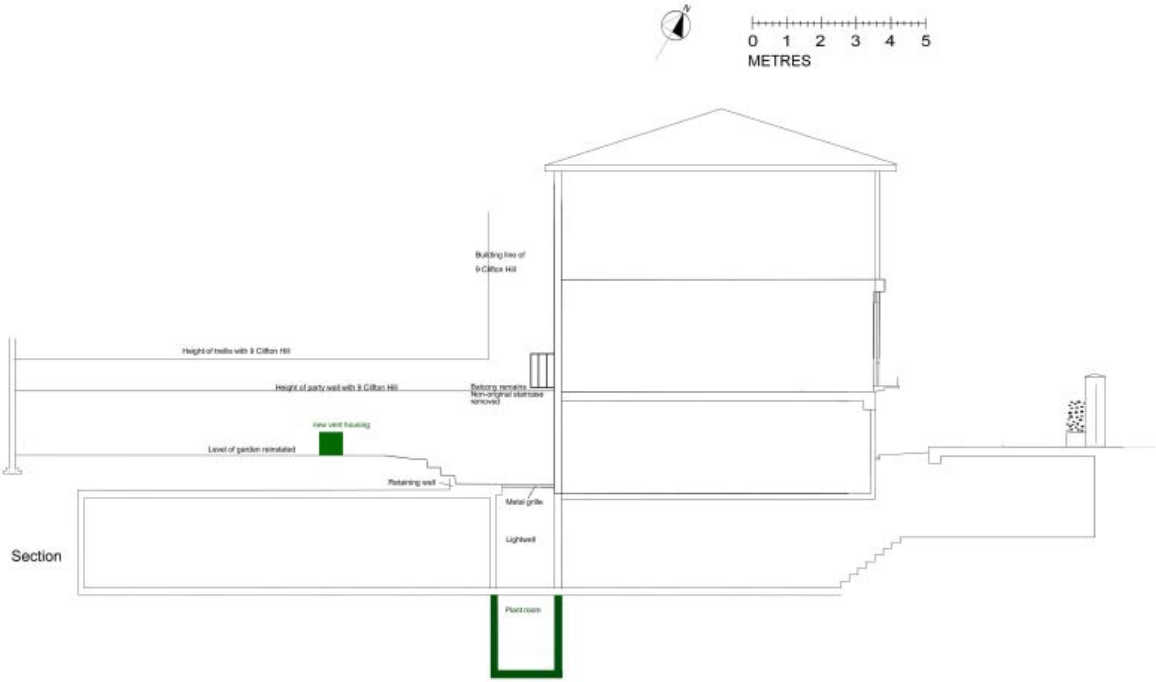 N
0 1 2 3 4 5
METRES
Building line of
9 Clifton Hill
Height of trellis with 9 Clifton Hill
Height of party wall with 9 Clifton Hill
Balcony remains
Non-original staircase
removed
new vent housing
Level of garden reinstated
Retaining wall
Metal grille
Lightwell
Section
Plant room